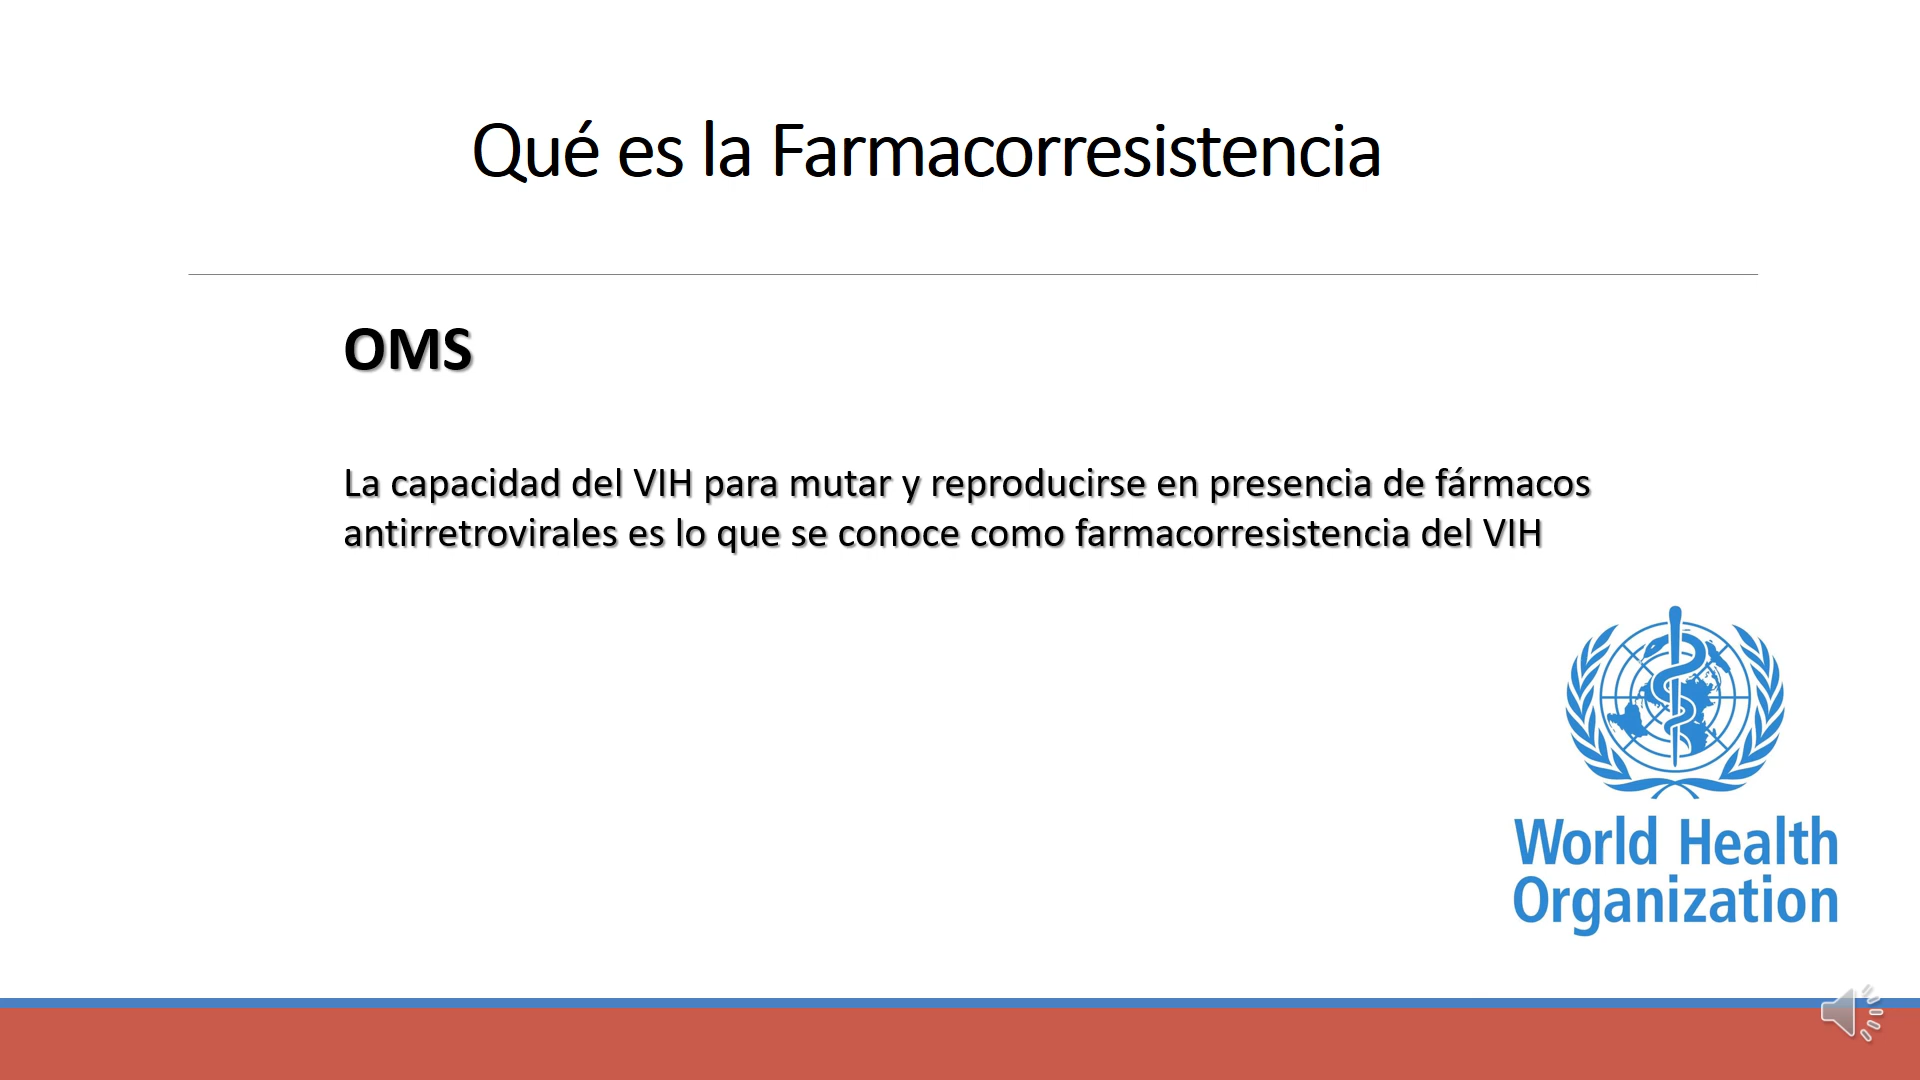 Qué es la Farmacorresistencia
OMS
La capacidad del VIH para mutar y reproducirse en presencia de fármacos
antirretrovirales es lo que se conoce como farmacorresistencia del VIH
World Health
Organization